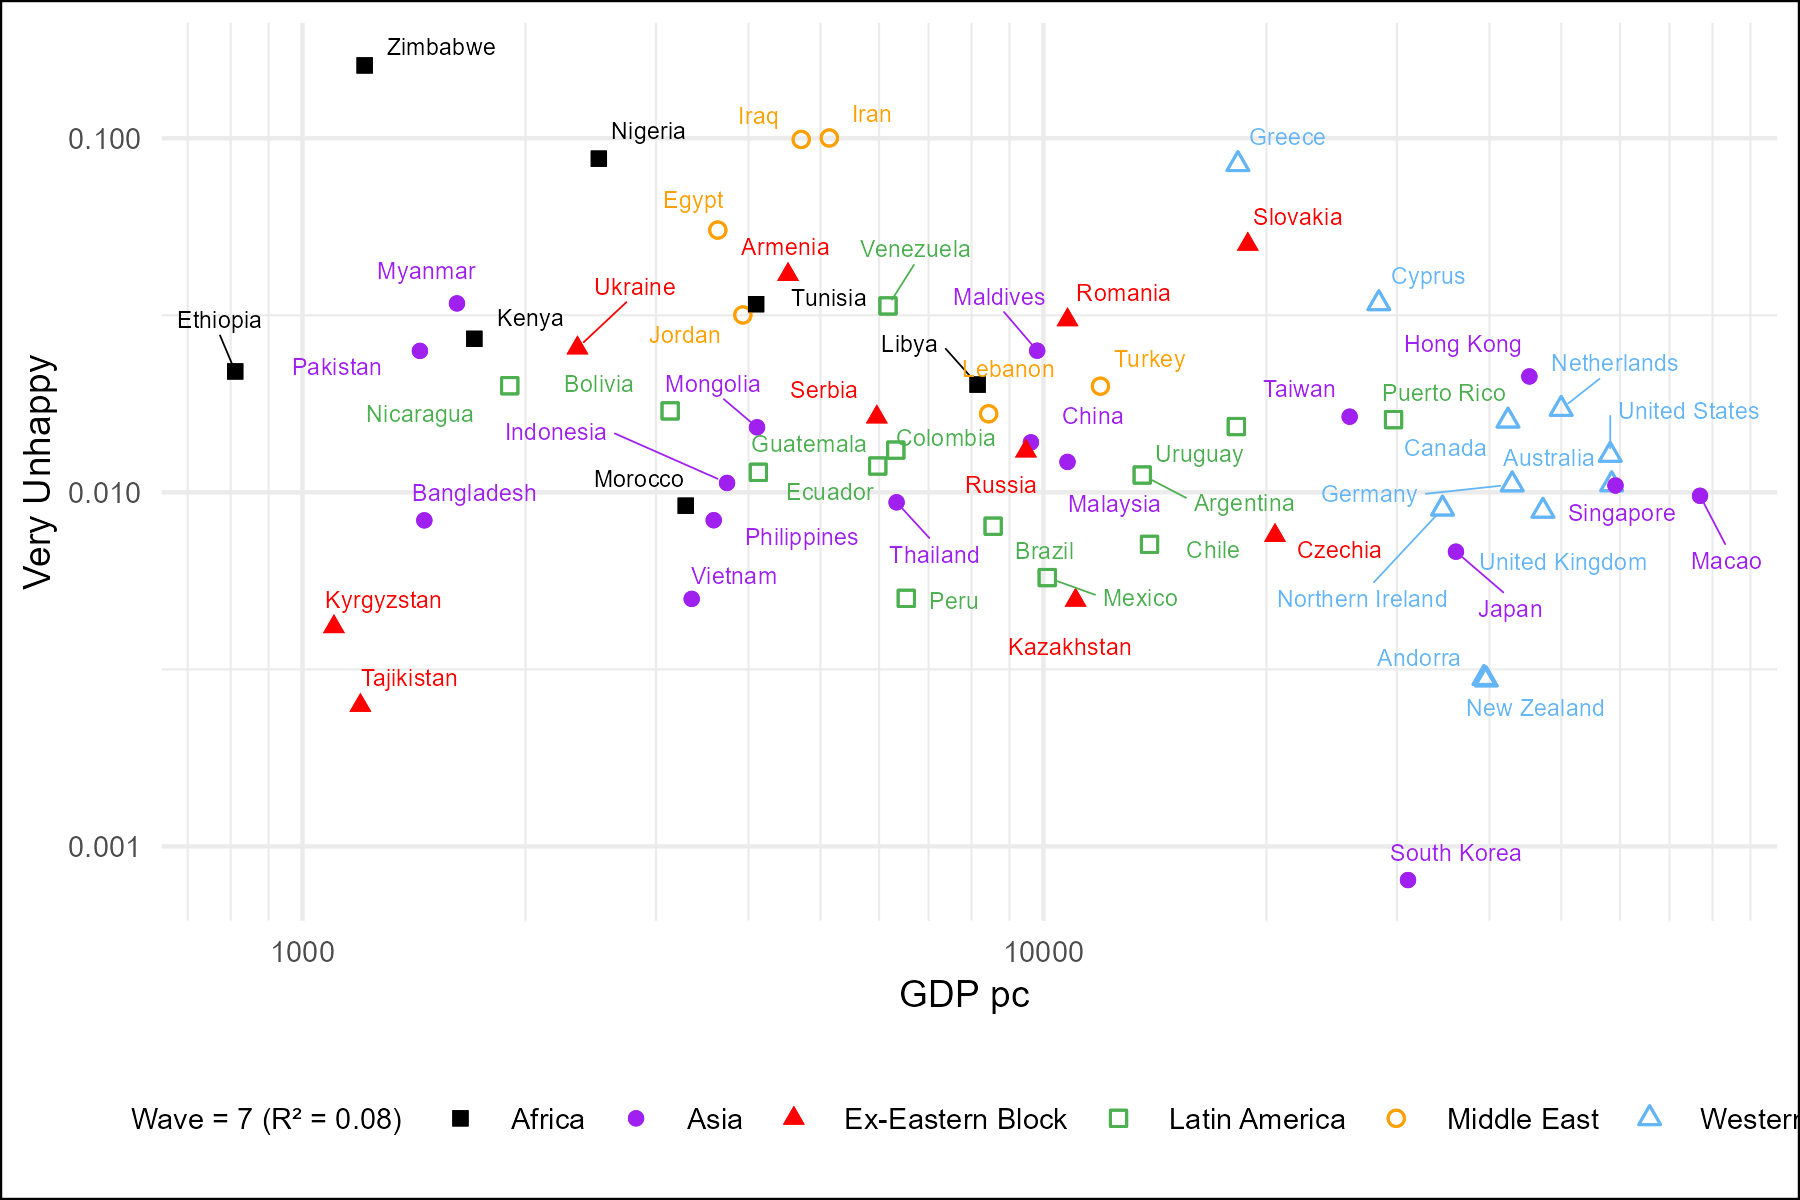 Zimbabwe
Iraq
Iran
Nigeria
0.100
Greece
Egypt
Slovakia
Armenia
Venezuela
Myanmar
Cyprus
Ukraine
Tunisia
Maldives
Romania
Ethiopia
Kenya
Jordan
Libya
Hong Kong
Pakistan
Lebanon
Turkey
Netherlands
Bolivia
Mongolia
Serbia
Taiwan
Puerto Rico
Nicaragua
China
United States
Indonesia
Guatemala
Colombia
Canada
Uruguay
Australia
Very Unhappy
Morocco
Russia
0.010
Bangladesh
Ecuador
Malaysia
Argentina
Germany
Singapore
Philippines
Thailand
Brazil
Chile
Czechia
United Kingdom
Macao
Vietnam
Kyrgyzstan
Peru
Mexico
Northern Ireland
Japan
Kazakhstan
Andorra
Tajikistan
New Zealand
0.001
South Korea
1000
10000
GDP pc
Wave = 7 (R² = 0.08) Africa Asia Ex-Eastern Block Latin America Middle East Western